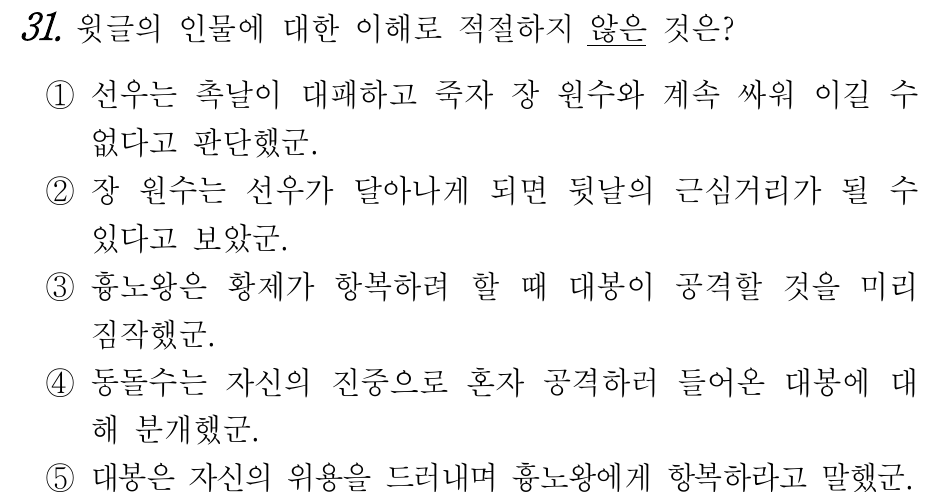 31. 윗글의 인물에 대한 이해로 적절하지 않은 것은?
① 선우는 촉날이 대패하고 죽자 장 원수와 계속 싸워 이길 수
없다고 판단했군.
② 장 원수는 선우가 달아나게 되면 뒷날의 근심거리가 될 수
있다고 보았군.
③ 흉노왕은 황제가 항복하려 할 때 대봉이 공격할 것을 미리
짐작했군.
④ 동돌수는 자신의 진중으로 혼자 공격하러 들어온 대봉에 대
해 분개했군.
⑤ 대봉은 자신의 위용을 드러내며 흉노왕에게 항복하라고 말했군.